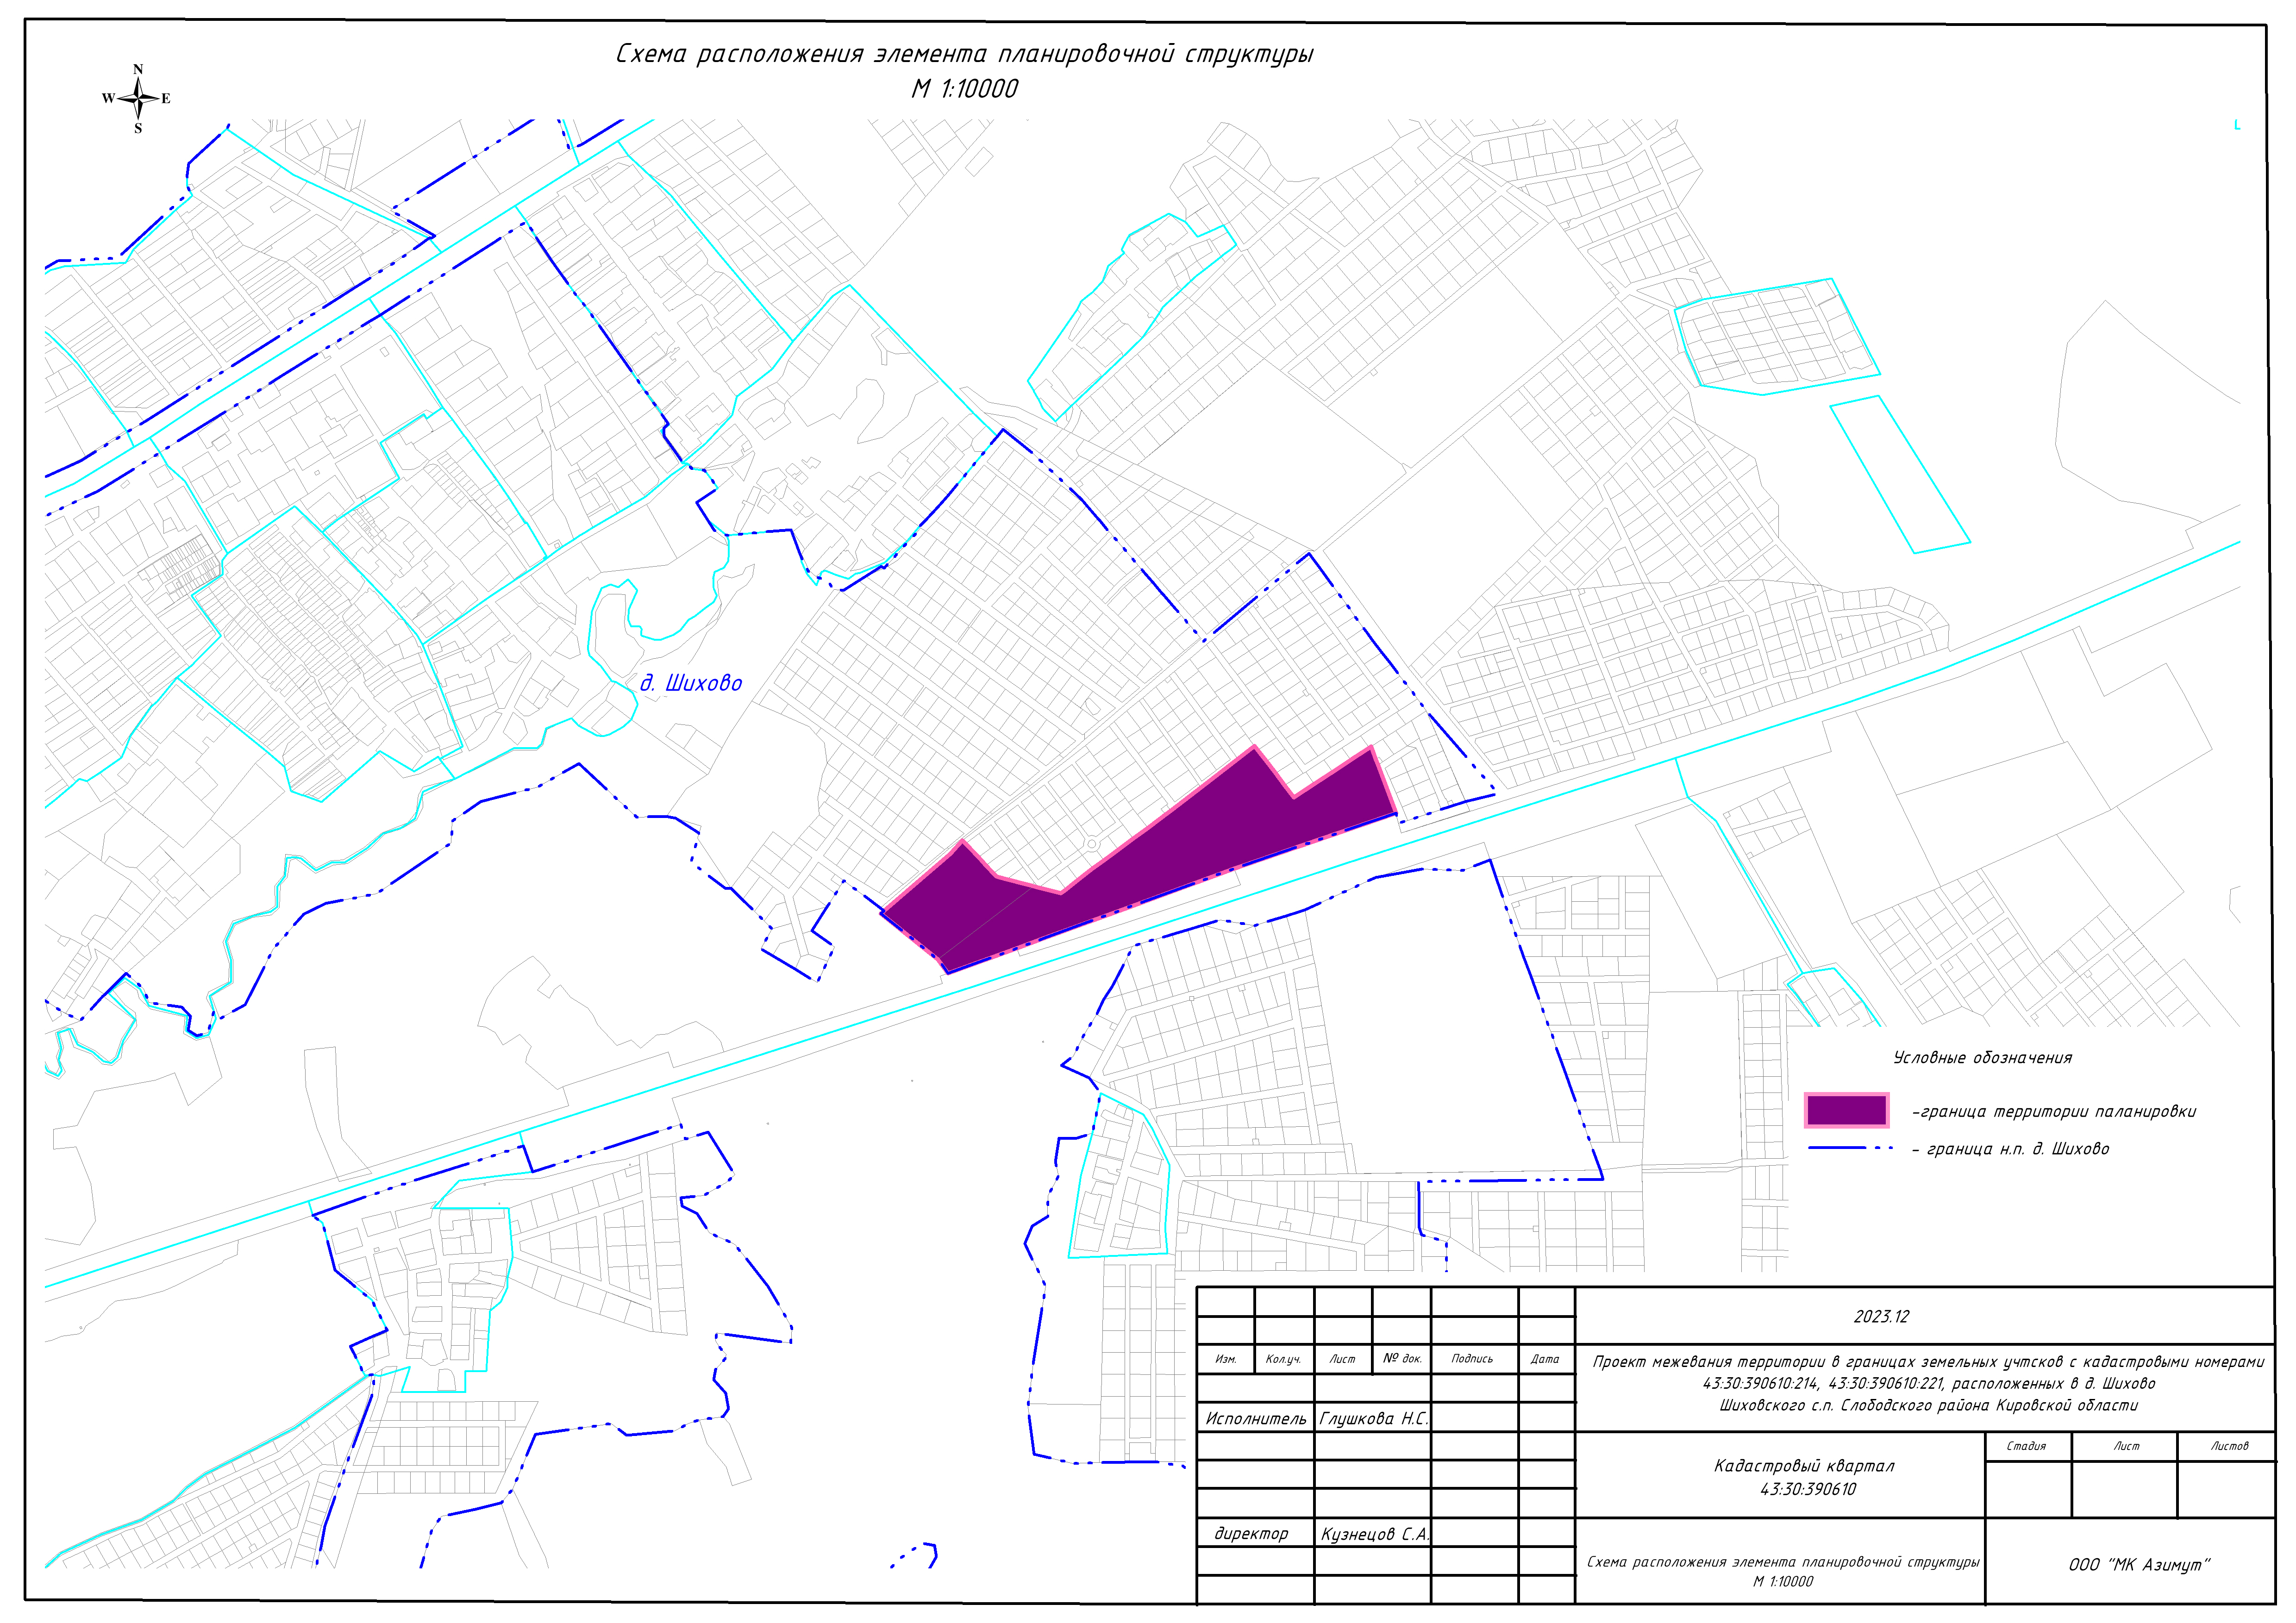 Схема расположения элемента планировочной структуры
М 1:10000
N
W E
S
L
д. Шихово
Условные обозначения
-граница территории паланировки
- граница н.п. д. Шихово
2023.12
Изм. Кол.уч. Лист № док. Подпись Дата
Проект межевания территории в границах земельных учтсков с кадастровыми номерами
43:30:390610:214, 43:30:390610:221, расположенных в д. Шихово
Шиховского с.п. Слободского района Кировской области
Исполнитель Глушкова Н.С.
Кадастровый квартал
43:30:390610
Стадия Лист Листов
директор Кузнецов С.А.
Схема расположения элемента планировочной структуры
М 1:10000
ООО "МК Азимут"